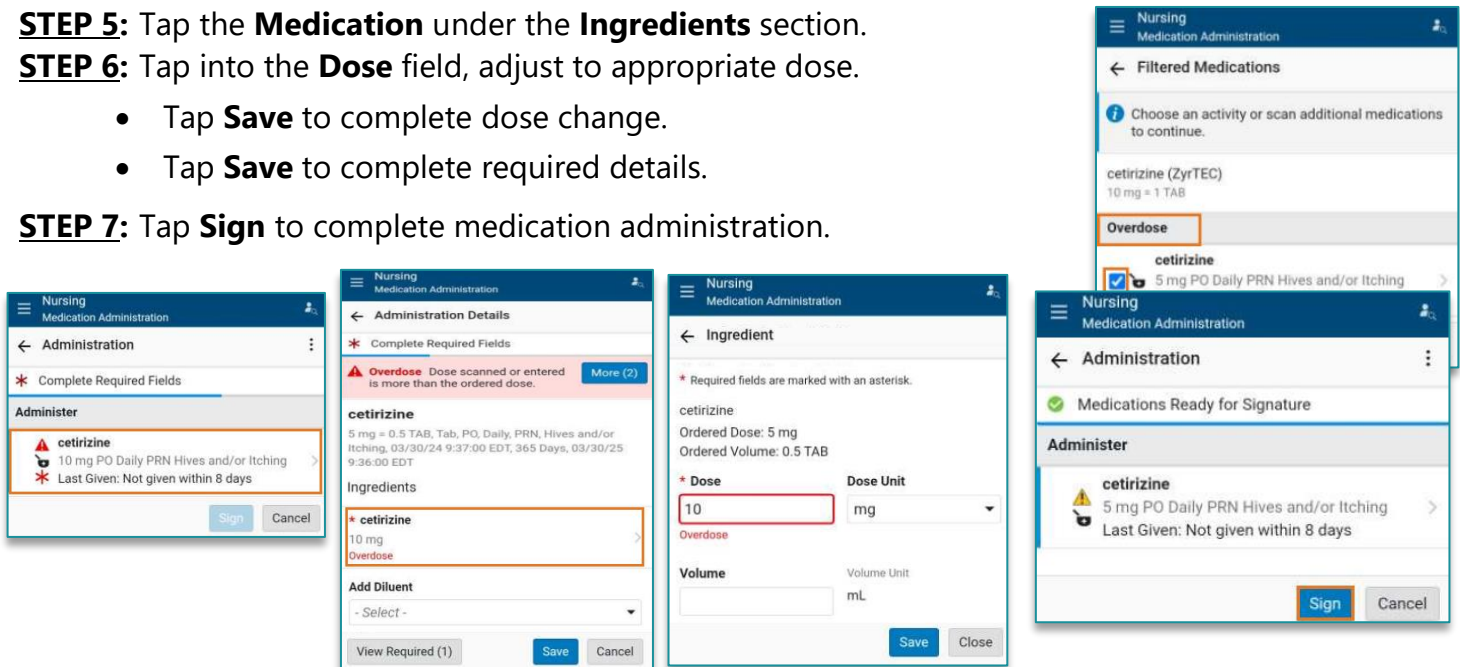 STEP 5: Tap the Medication under the Ingredients section.
STEP 6: Tap into the Dose field, adjust to appropriate dose.
• Tap Save to complete dose change.
• Tap Save to complete required details.
STEP 7: Tap Sign to complete medication administration.
Nursing
Medication Administration
Filtered Medications
Choose an activity or scan additional medications
to continue.
cetirizine (ZyrTEC)
10 mg = 1 TAB
Overdose
cetirizine
5 mg PO Daily PRN Hives and/or Itching
Nursing
Medication Administration
Administration
* Complete Required Fields
Administer
cetirizine
10 mg PO Daily PRN Hives and/or Itching
* Last Given: Not given within 8 days
Sign Cancel
Nursing
Medication Administration
Administration Details
* Complete Required Fields
Overdose Dose scanned or entered
is more than the ordered dose.
More (2)
cetirizine
5 mg = 0.5 TAB, Tab, PO, Daily, PRN, Hives and/or
Itching, 03/30/24 9:37:00 EDT, 365 Days, 03/30/25
9:36:00 EDT
Ingredients
* cetirizine
10 mg
Overdose
Add Diluent
- Select -
View Required (1) Save Cancel
Nursing
Medication Administration
Ingredient
* Required fields are marked with an asterisk.
cetirizine
Ordered Dose: 5 mg
Ordered Volume: 0.5 TAB
* Dose Dose Unit
10 mg
Overdose
Volume Volume Unit
mL
Save Close
Nursing
Medication Administration
Administration
Medications Ready for Signature
Administer
cetirizine
5 mg PO Daily PRN Hives and/or Itching
Last Given: Not given within 8 days
Sign Cancel